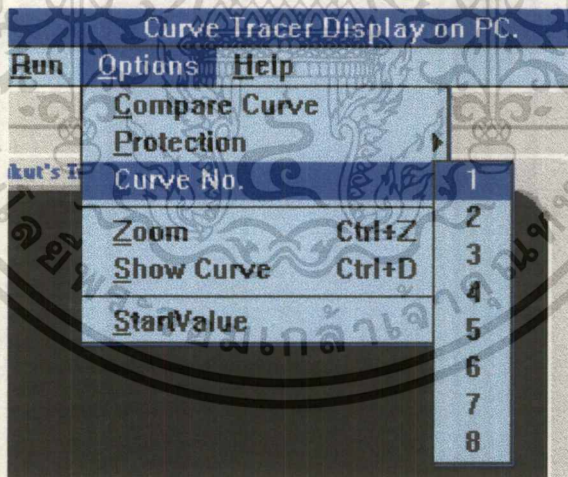 Curve Tracer Display on PC.
Run Options Help
Compare Curve
Protection
Curve No. 1
2
Zoom Ctrl+Z
3
Show Curve Ctrl+D
4
StartValue
5
6
7
8